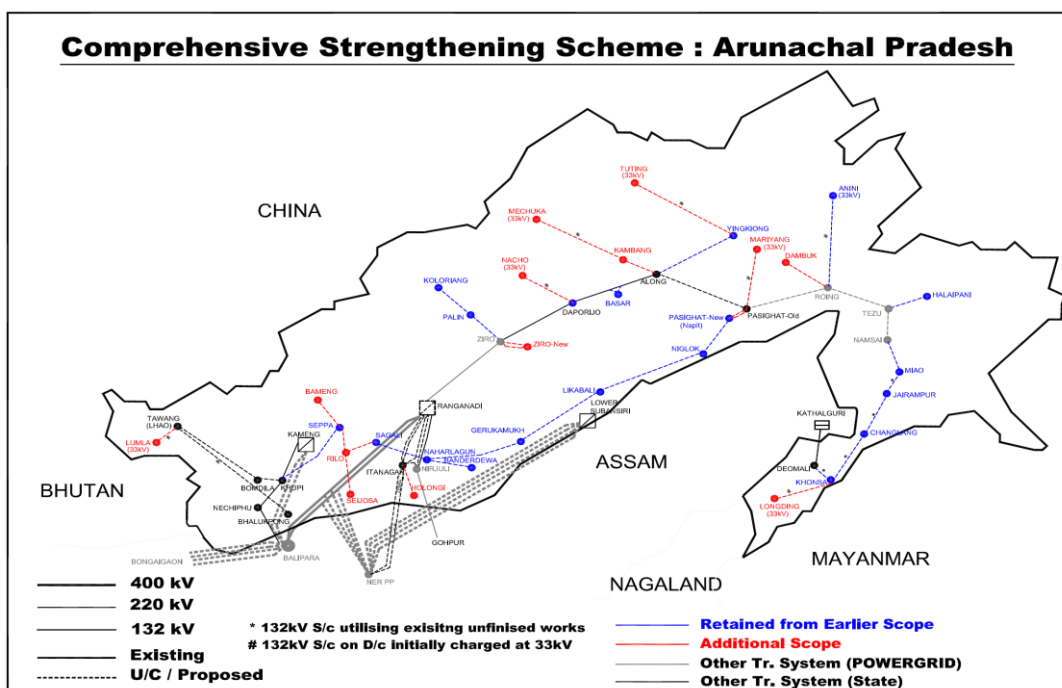 Comprehensive Strengthening Scheme : Arunachal Pradesh
TUTING
(33kV)
ANINI
(33kV)
CHINA
MECHUKA
(33kV)
YINGKIONG
MARIYANG
(33kV)
KAMBANG
DAMBUK
NACHO
(33kV)
ALONG
KOLORIANG
ROING
HALAIPANI
BASAR
DAPORIJO
PASIGHAT-Old
TEZU
PALIN
PASIGHAT-New
(Napit)
ZIRO
ZIRO-New
NAMSAI
NIGLOK
MIAO
BAMENG
LIKABALI
JAIRAMPUR
RANGANADI
LOWER
SUBANSIRI
TAWANG
(LHAO)
KATHALGURI
SEPPA
KAMENG
GERUKAMUKH
CHANGLANG
LUMLA
(33kV)
SAGALI
NAHARLAGUN
RILO
BANDERDEWA
ITANAGAR
NIRJULI
ASSAM
DEOMALI
BHUTAN
BOMDILA
KHUPI
KHONSA
SEIJOSA
HOLONGI
LONGDING
(33kV)
NECHIPHU
BHALUKPONG
GOHPUR
MAYANMAR
BONGAIGAON
BALIPARA
NER PP
NAGALAND
400 kV
220 kV
132 kV
Existing
U/C / Proposed
* 132kV S/c utilising exisitng unfinised works
# 132kV S/c on D/c initially charged at 33kV
Retained from Earlier Scope
Additional Scope
Other Tr. System (POWERGRID)
Other Tr. System (State)